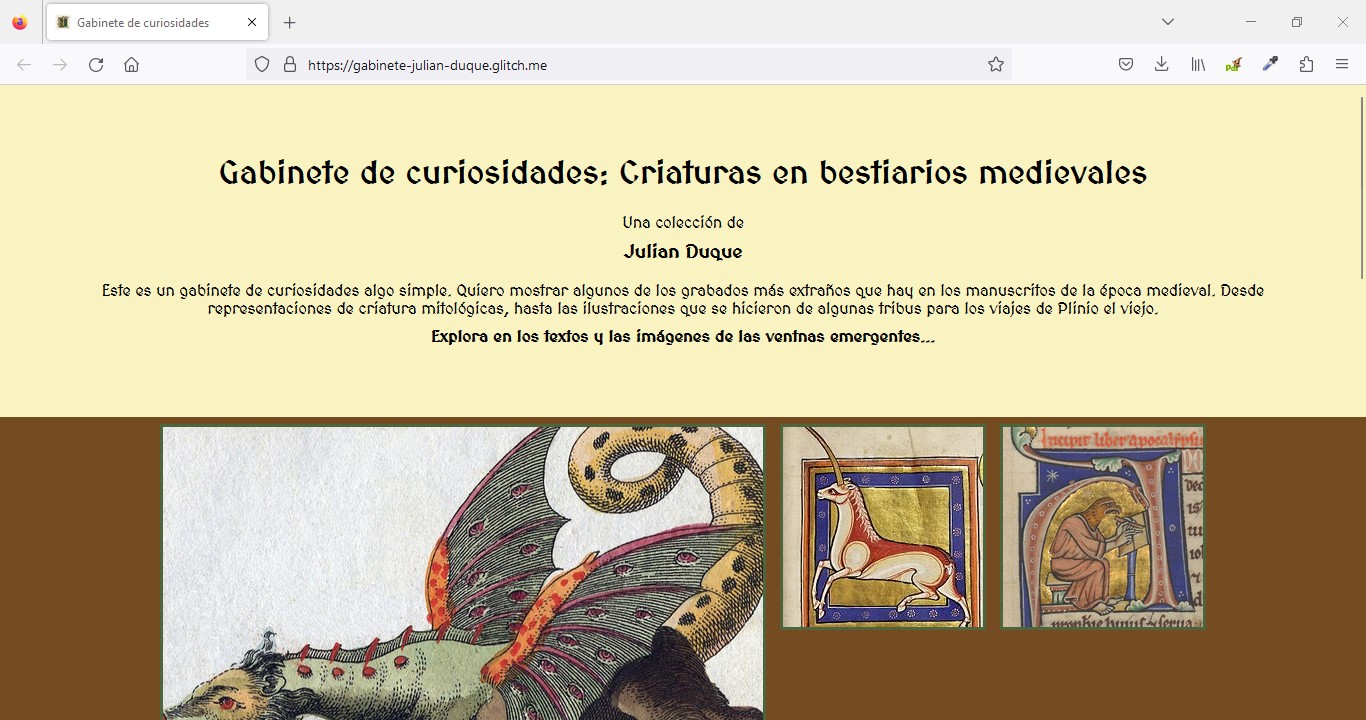 Gabinete de curiosidades
https://gabinete-julian-duque.glitch.me
Gabinete de curiosidades: Criaturas en bestiarios medievales
Una colección de
Julian Duque
Este es un gabinete de curiosidades algo simple. Quiero mostrar algunos de los grabados más extraños que hay en los manuscritos de la época medieval. Desde
representaciones de criatura mitológicas, hasta las ilustraciones que se hicieron de algunas tribus para los viajes de Plinio el viejo.
Explora en los textos y las imágenes de las ventnas emergentes...
Incipit liber apocalypsis